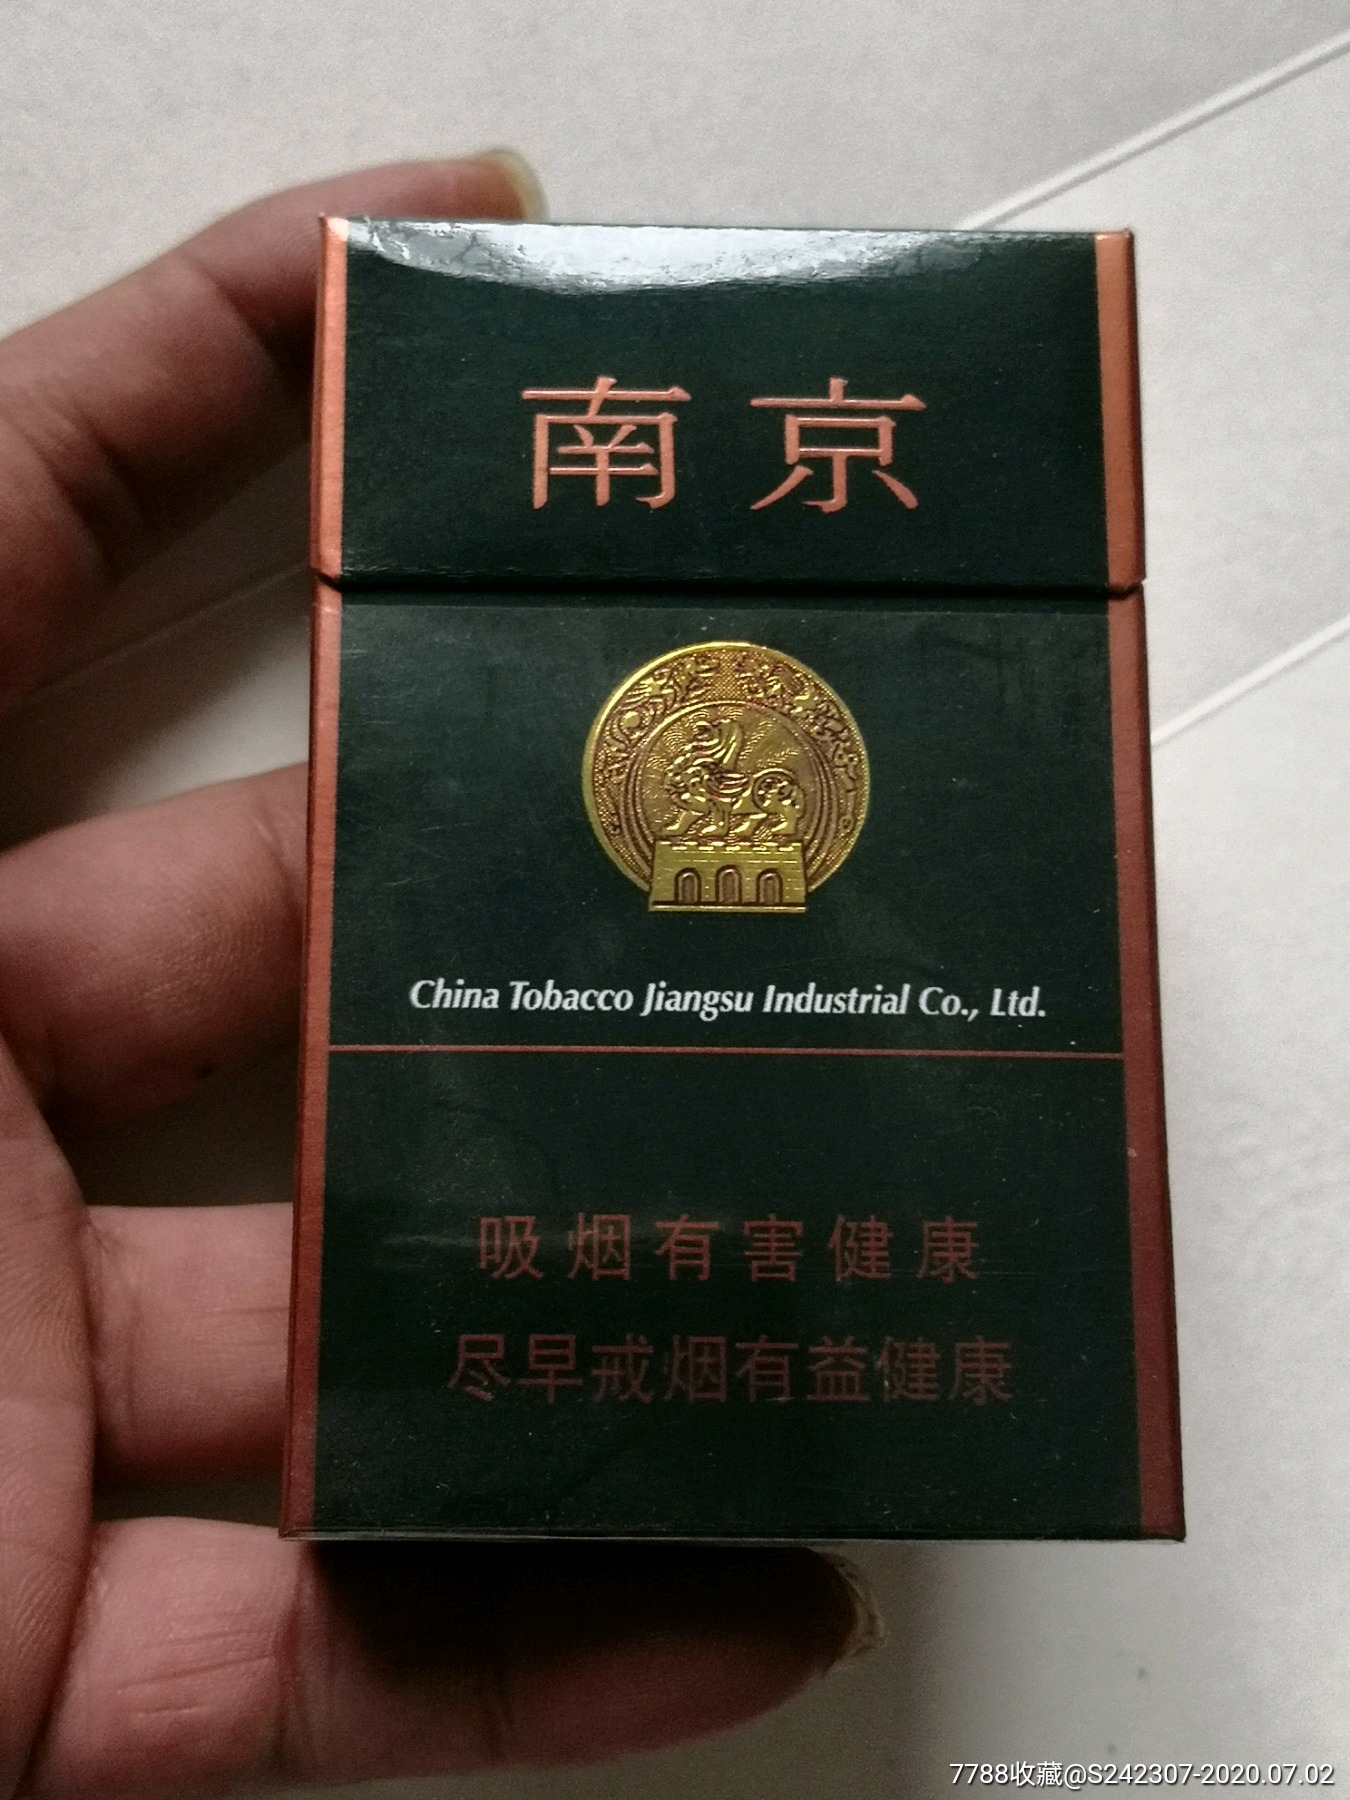 南京
China Tobacco Jiangsu Industrial Co., Ltd.
吸烟有害健康
尽早戒烟有益健康
7788收藏@S242307-2020.07.02